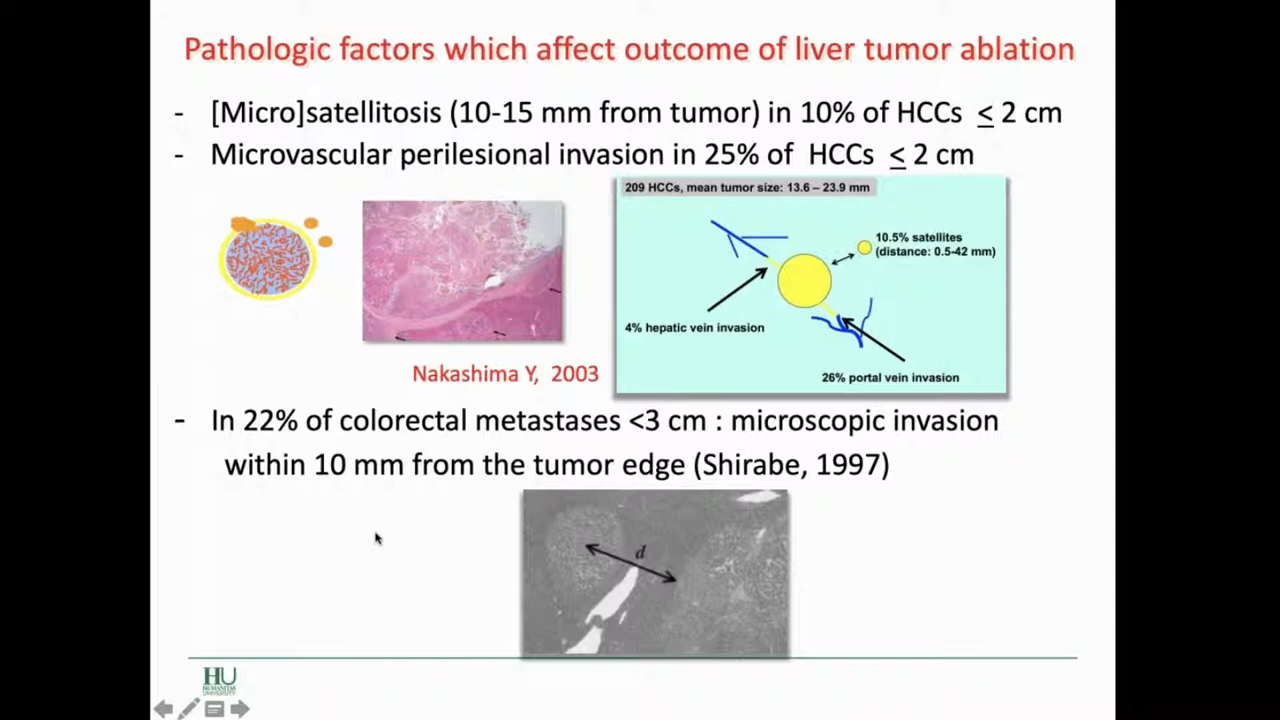 Pathologic factors which affect outcome of liver tumor ablation
- [Micro]satellitosis (10-15 mm from tumor) in 10% of HCCs ≤ 2 cm
- Microvascular perilesional invasion in 25% of HCCs ≤ 2 cm
209 HCCs, mean tumor size: 13.6 – 23.9 mm
10.5% satellites
(distance: 0.5-42 mm)
4% hepatic vein invasion
26% portal vein invasion
Nakashima Y, 2003
- In 22% of colorectal metastases <3 cm : microscopic invasion
within 10 mm from the tumor edge (Shirabe, 1997)
d
HU
HUMANITAS
UNIVERSITY